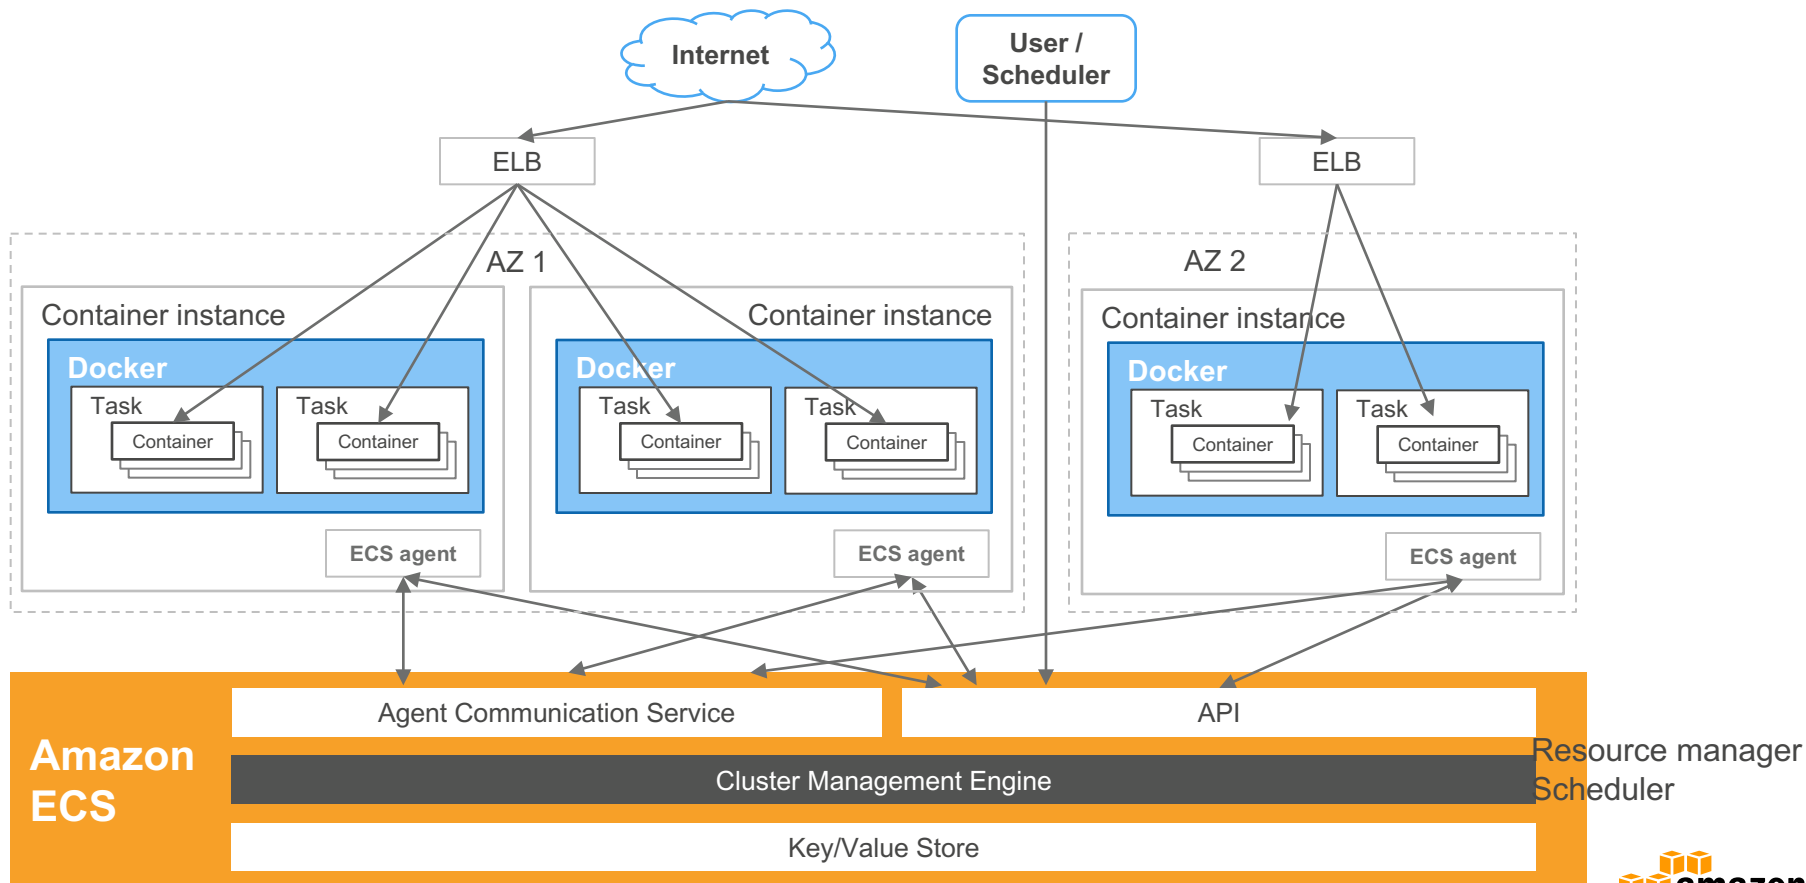 Internet
User /
Scheduler
ELB
ELB
AZ 1
AZ 2
Container instance
Container instance
Container instance
Docker
Docker
Docker
Task
Task
Task
Task
Task
Task
Container
Container
Container
Container
Container
Container
ECS agent
ECS agent
ECS agent
Agent Communication Service
API
Amazon
ECS
Cluster Management Engine
Resource manager
Scheduler
Key/Value Store
amazon